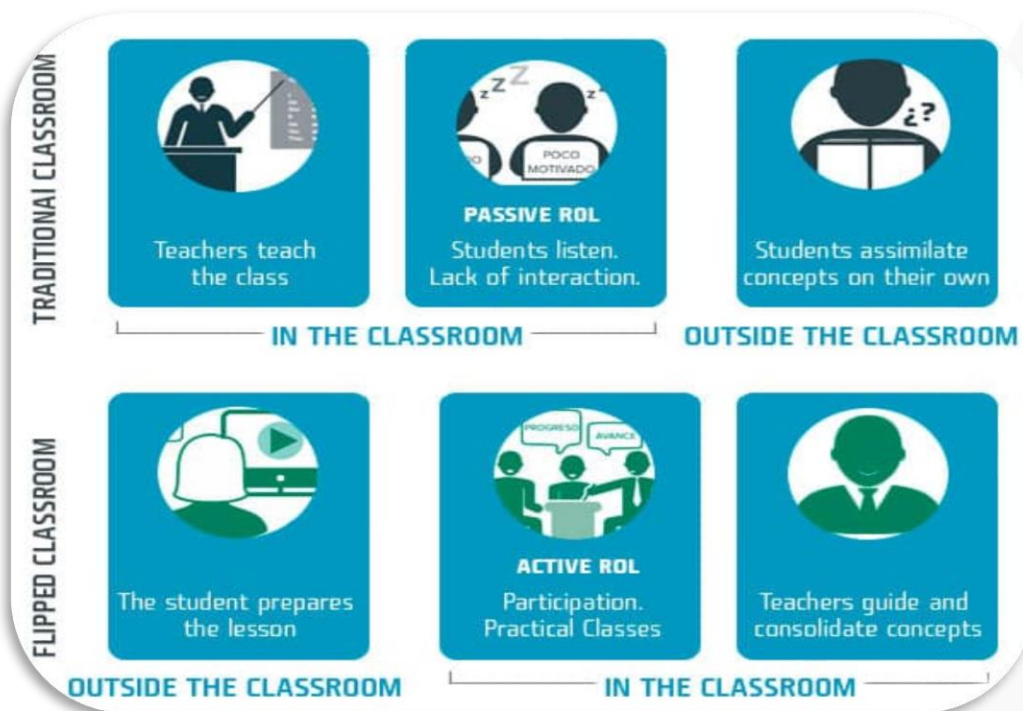 TRADITIONAL CLASSROOM
Teachers teach
the class
zZZ
z
POCO
MOTIVADO
PASSIVE ROL
Students listen.
Lack of interaction.
¿?
Students assimilate
concepts on their own
IN THE CLASSROOM
OUTSIDE THE CLASSROOM
FLIPPED CLASSROOM
The student prepares
the lesson
PROGRESO
AVANCE
ACTIVE ROL
Participation.
Practical Classes
Teachers guide and
consolidate concepts
OUTSIDE THE CLASSROOM
IN THE CLASSROOM